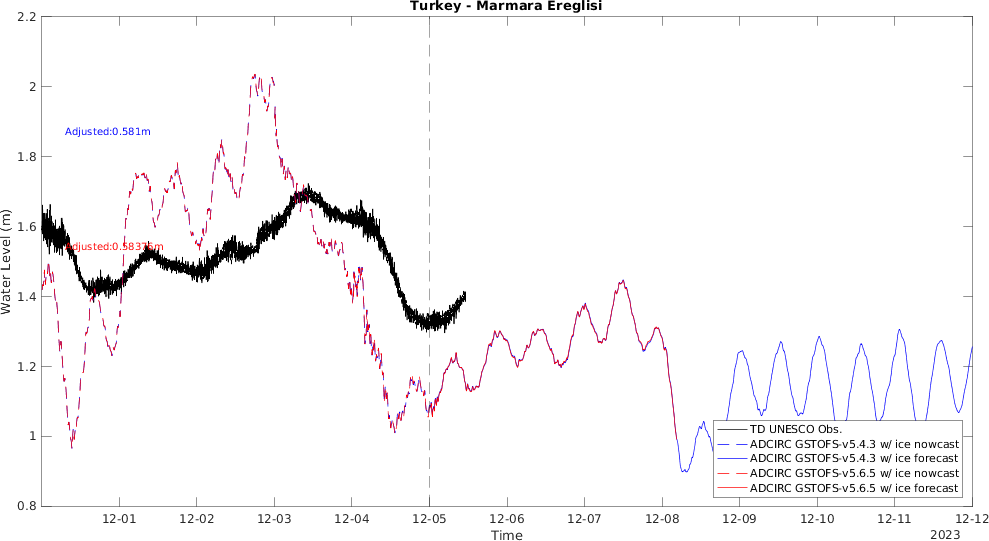 Turkey - Marmara Ereglisi
2.2
2
1.8
1.6
1.4
1.2
1
0.8
Water Level (m)
Adjusted:0.581m
Adjusted:0.58376m
TD UNESCO Obs.
ADCIRC GSTOFS-v5.4.3 w/ ice nowcast
ADCIRC GSTOFS-v5.4.3 w/ ice forecast
ADCIRC GSTOFS-v5.6.5 w/ ice nowcast
ADCIRC GSTOFS-v5.6.5 w/ ice forecast
12-01 12-02 12-03 12-04 12-05 12-06 12-07 12-08 12-09 12-10 12-11 12-12
Time
2023